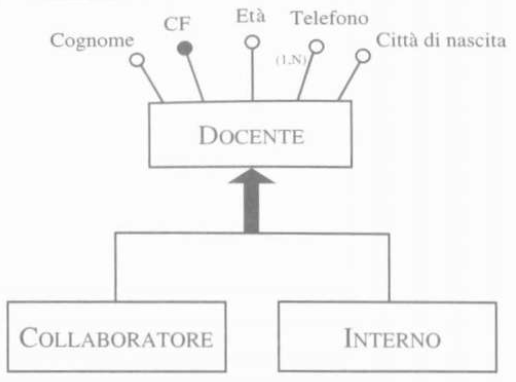 CF
Età
Telefono
Cognome
(1,N)
Città di nascita
DOCENTE
COLLABORATORE
INTERNO